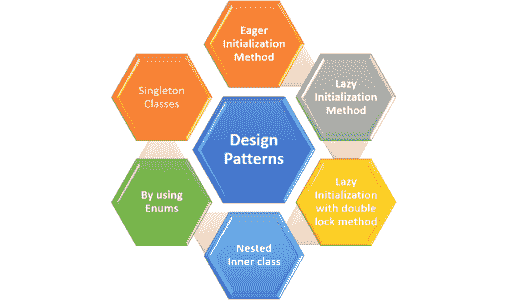 Eager
Initialization
Method
Singleton
Classes
Lazy
Initialization
Method
Design
Patterns
By using
Enums
Lazy
Initialization
with double
lock method
Nested
Inner class